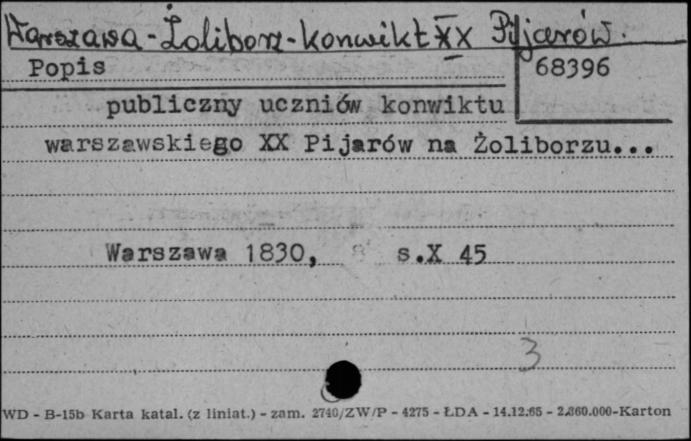 Warszawa - Żoliborz - konwikt XX Pijarów.
Popis
68396
publiczny uczniów konwiktu
warszawskiego XX Pijarów na Żoliborzu...
Warszawa 1830, 8° s.X 45
3
WD - B-15b Karta katal. (z liniat.) - zam. 2740/ZW/P - 4275 - ŁDA - 14.12.65 - 2.860.000-Karton